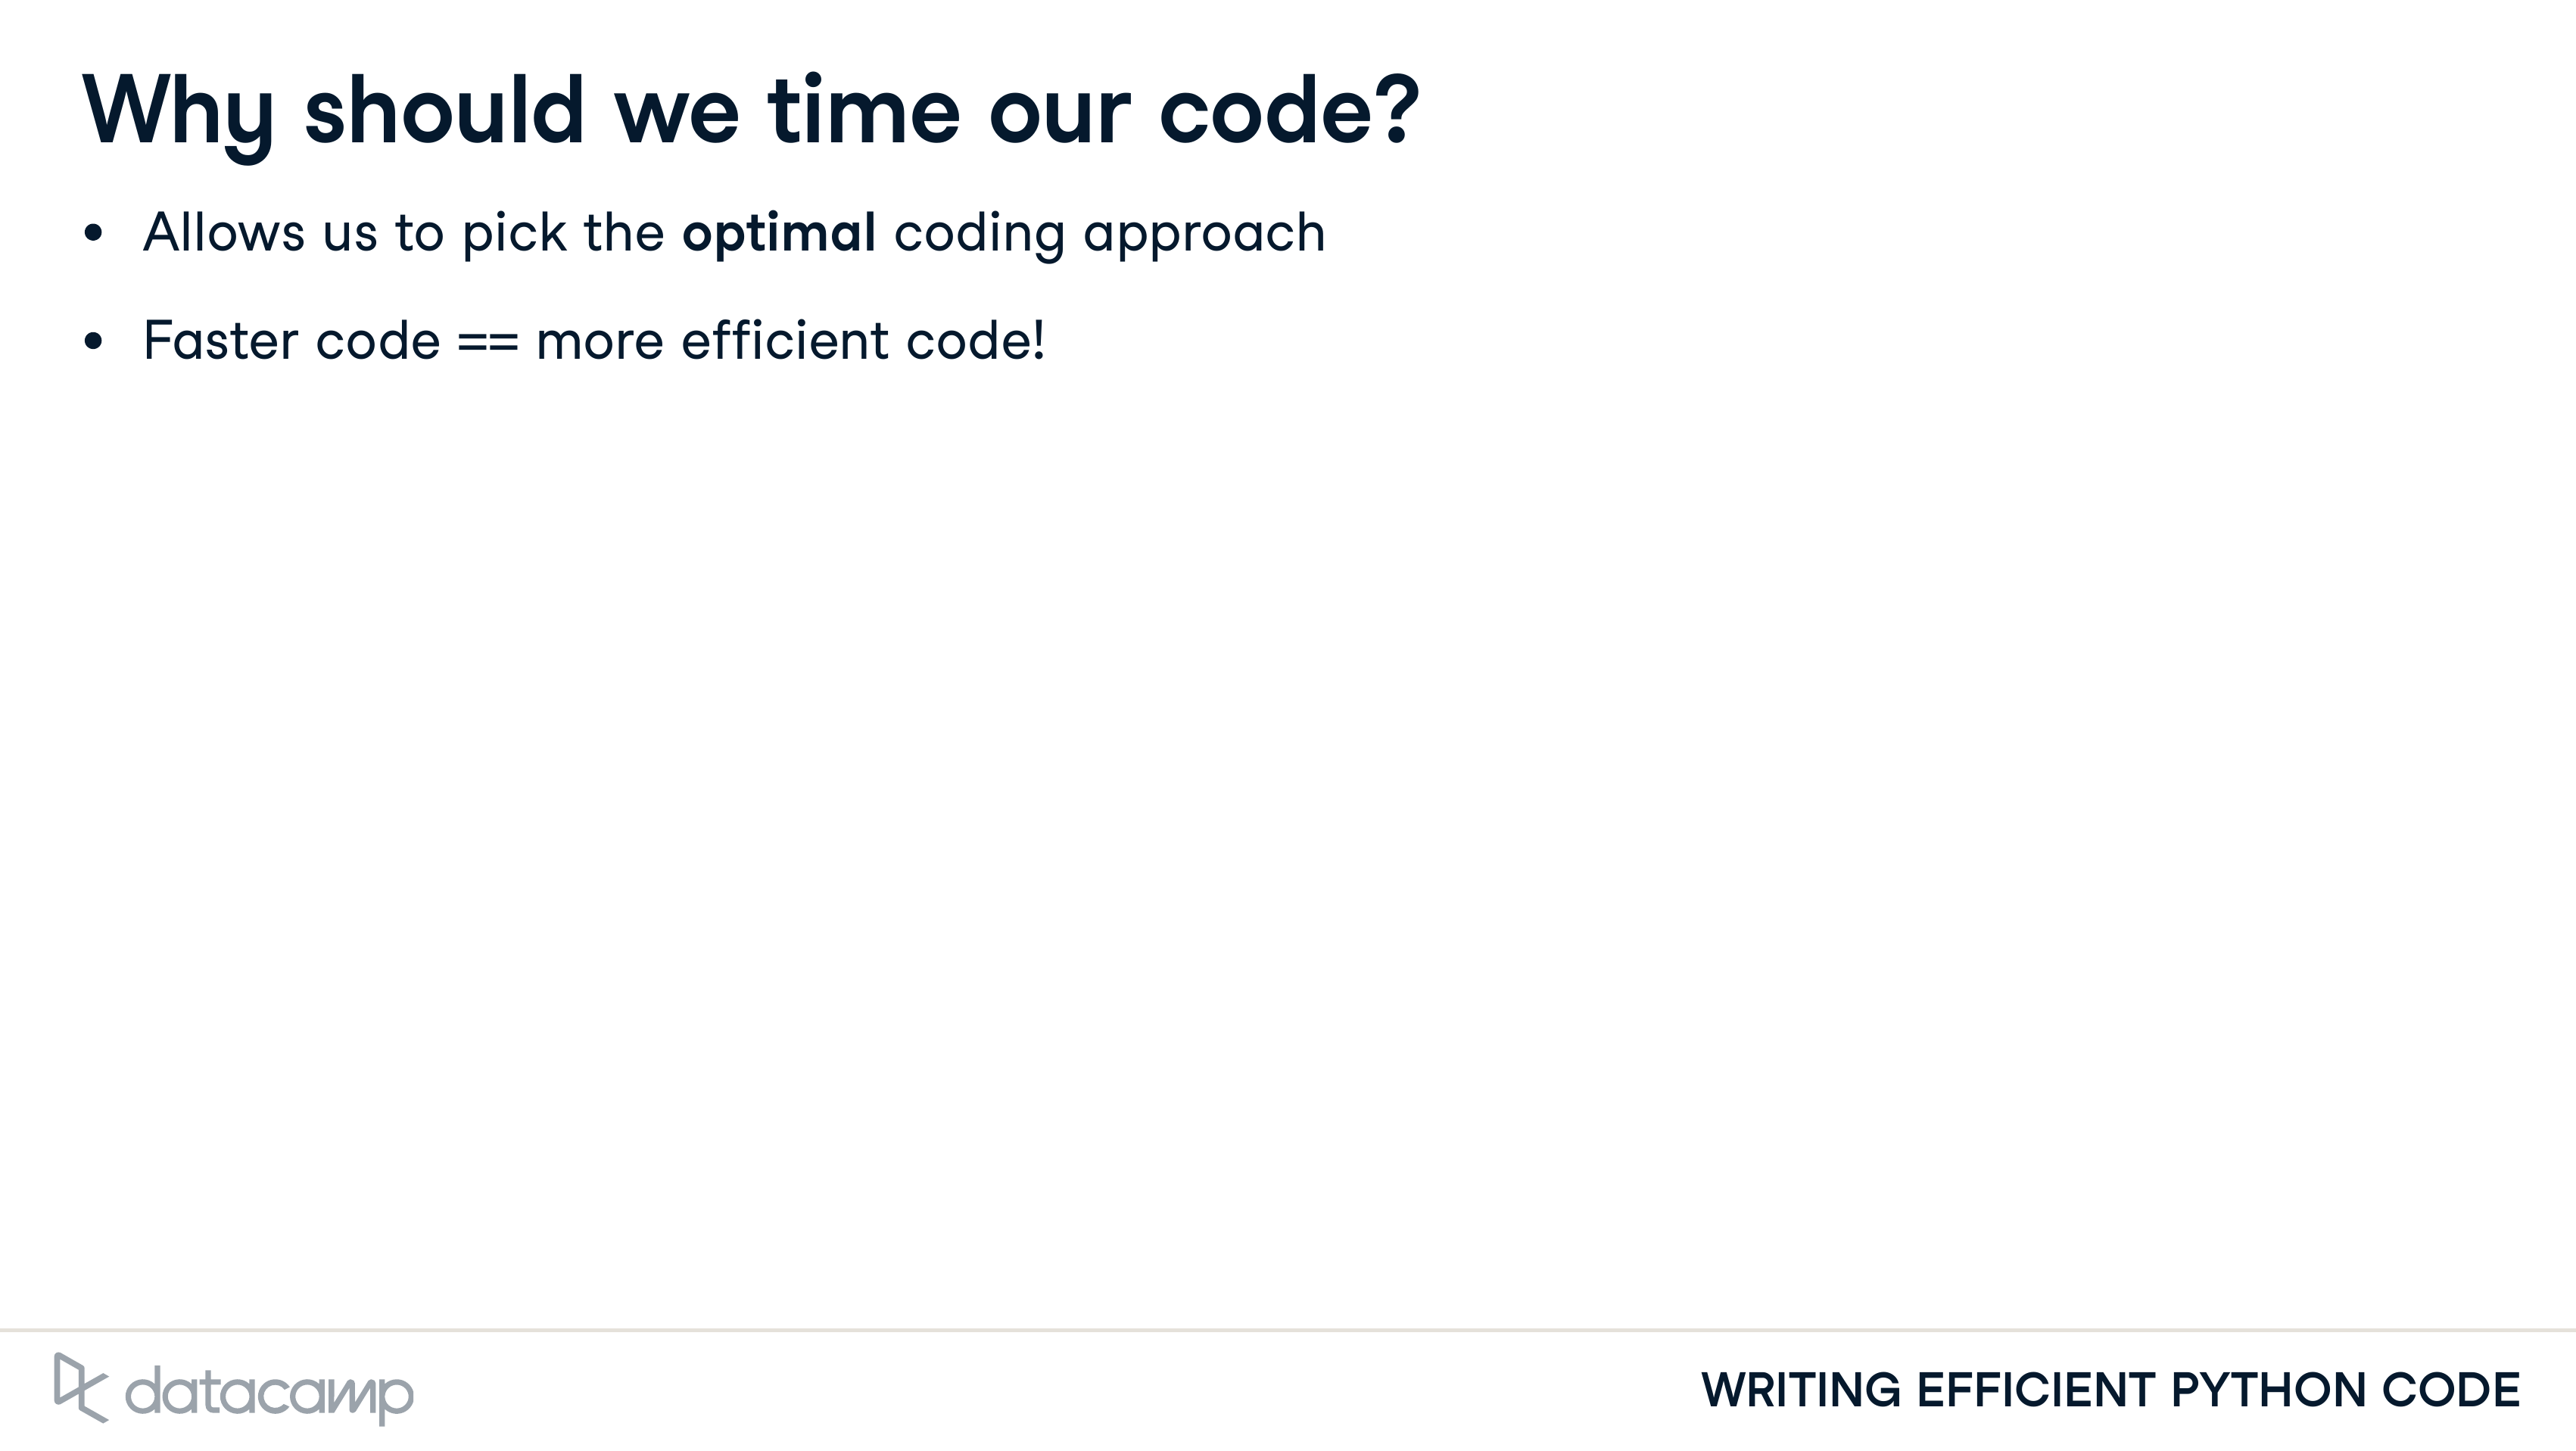 Why should we time our code?
• Allows us to pick the optimal coding approach
• Faster code == more efficient code!
datacamp
WRITING EFFICIENT PYTHON CODE